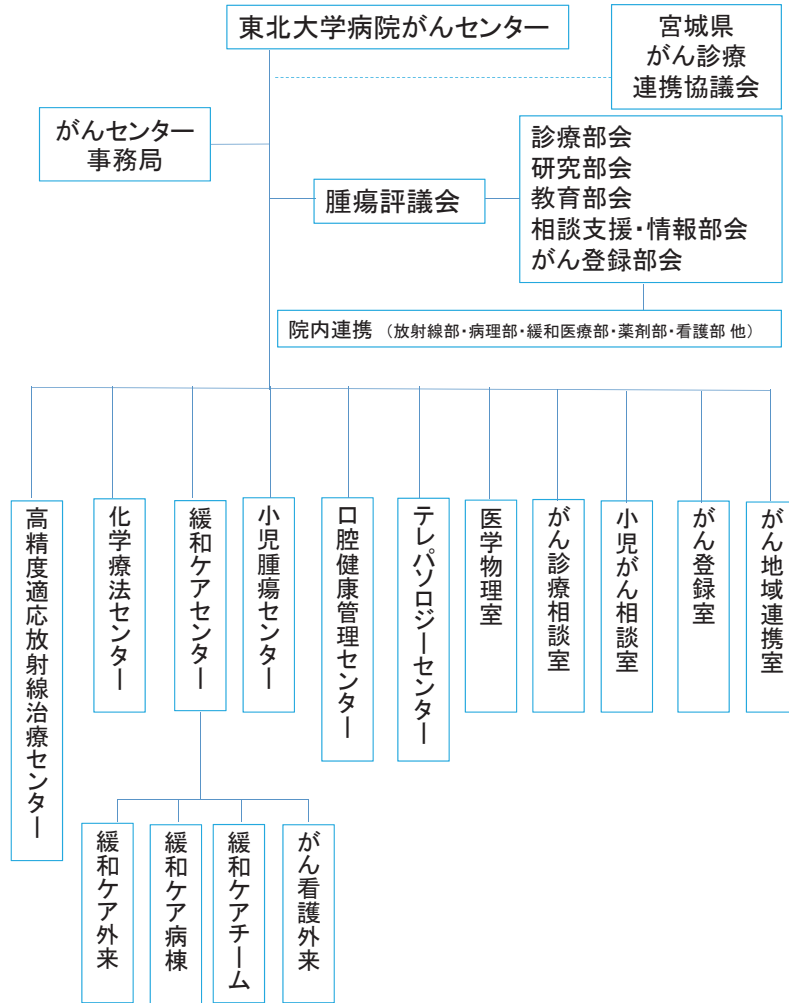 東北大学病院がんセンター
宮城県
がん診療
連携協議会
がんセンター
事務局
腫瘍評議会
診療部会
研究部会
教育部会
相談支援・情報部会
がん登録部会
院内連携 （放射線部・病理部・緩和医療部・薬剤部・看護部 他）
高精度適応放射線治療センター
化学療法センター
緩和ケアセンター
小児腫瘍センター
口腔健康管理センター
テレパソロジーセンター
医学物理室
がん診療相談室
小児がん相談室
がん登録室
がん地域連携室
緩和ケア外来
緩和ケア病棟
緩和ケアチーム
がん看護外来